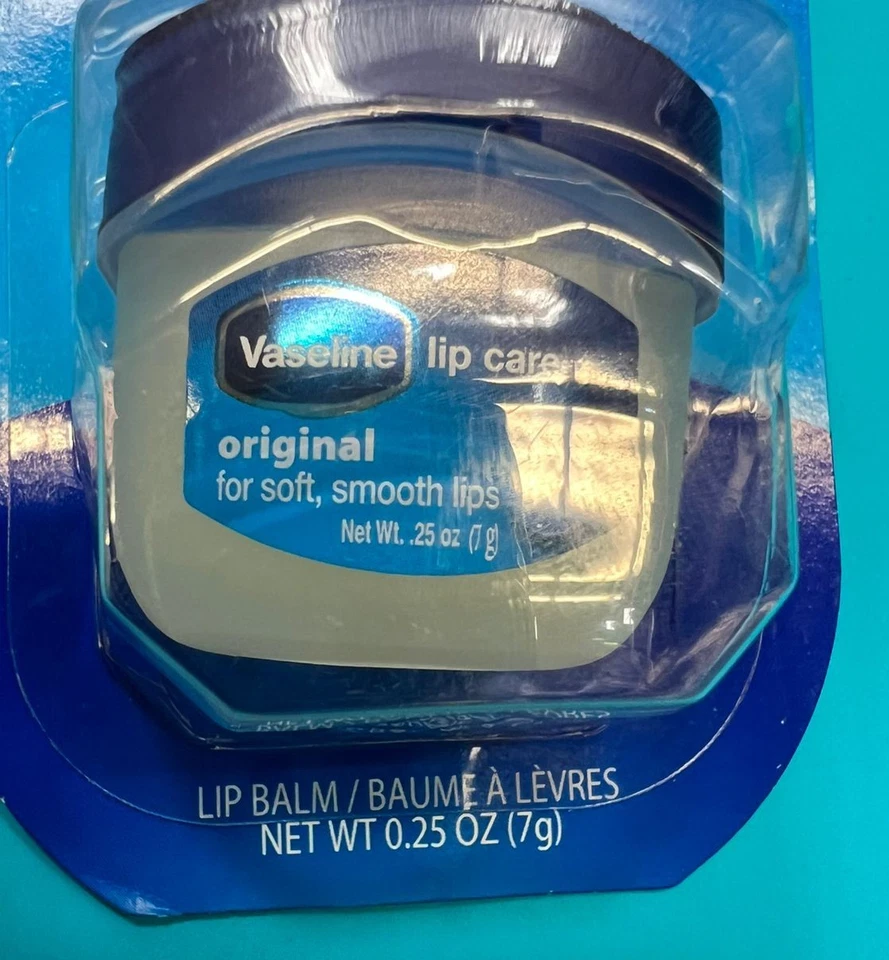 Vaseline lip care
original
for soft, smooth lips
Net Wt. .25 oz (7 g)
LIP BALM / BAUME À LÈVRES
NET WT 0.25 OZ (7g)